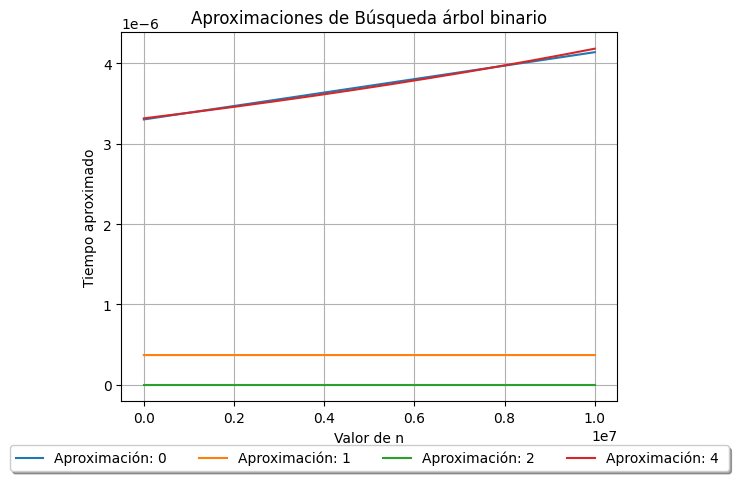 Aproximaciones de Búsqueda árbol binario
1e−6
4
3
2
1
0
Tiempo aproximado
0.0 0.2 0.4 0.6 0.8 1.0
Valor de n
1e7
Aproximación: 0 Aproximación: 1 Aproximación: 2 Aproximación: 4